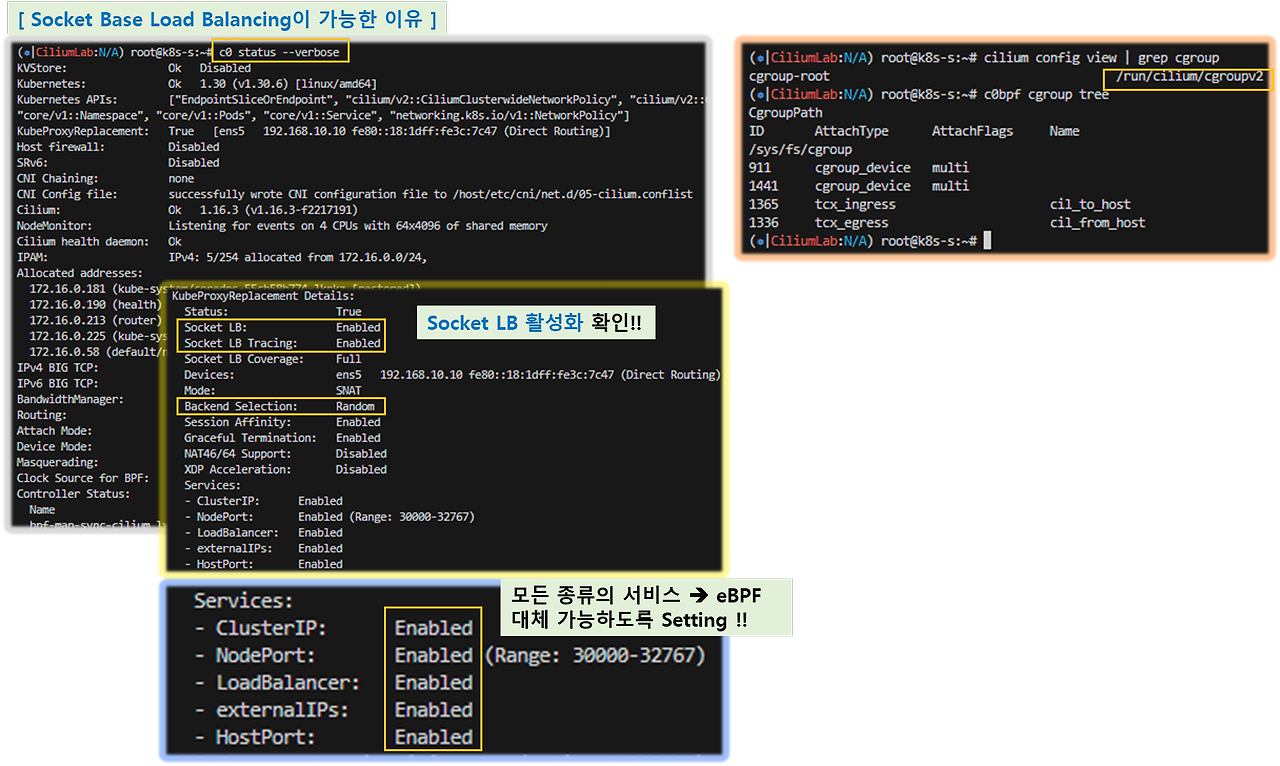 [ Socket Base Load Balancing이 가능한 이유 ]
(⎈|CiliumLab:N/A) root@k8s-s:~# c0 status --verbose
KVStore: Ok Disabled
Kubernetes: Ok 1.30 (v1.30.6) [linux/amd64]
Kubernetes APIs: ["EndpointSliceOrEndpoint", "cilium/v2::CiliumClusterwideNetworkPolicy", "cilium/v2::
"core/v1::Namespace", "core/v1::Pods", "core/v1::Service", "networking.k8s.io/v1::NetworkPolicy"]
KubeProxyReplacement: True [ens5 192.168.10.10 fe80::18:1dff:fe3c:7c47 (Direct Routing)]
Host firewall: Disabled
SRv6: Disabled
CNI Chaining: none
CNI Config file: successfully wrote CNI configuration file to /host/etc/cni/net.d/05-cilium.conflist
Cilium: Ok 1.16.3 (v1.16.3-f2217191)
NodeMonitor: Listening for events on 4 CPUs with 64x4096 of shared memory
Cilium health daemon: Ok
IPAM: IPv4: 5/254 allocated from 172.16.0.0/24,
Allocated addresses:
172.16.0.181 (kube-system/coredns-55cb58b774-
172.16.0.190 (health)
172.16.0.213 (router)
172.16.0.225 (kube-sys
172.16.0.58 (default/
IPv4 BIG TCP:
IPv6 BIG TCP:
BandwidthManager:
Routing:
Attach Mode:
Device Mode:
Masquerading:
Clock Source for BPF:
Controller Status:
Name
KubeProxyReplacement Details:
Status: True
Socket LB: Enabled
Socket LB Tracing: Enabled
Socket LB Coverage: Full
Devices: ens5 192.168.10.10 fe80::18:1dff:fe3c:7c47 (Direct Routing)
Mode: SNAT
Backend Selection: Random
Session Affinity: Enabled
Graceful Termination: Enabled
NAT46/64 Support: Disabled
XDP Acceleration: Disabled
Services:
- ClusterIP: Enabled
- NodePort: Enabled (Range: 30000-32767)
- LoadBalancer: Enabled
- externalIPs: Enabled
- HostPort: Enabled
Socket LB 활성화 확인!!
모든 종류의 서비스 ➔ eBPF
대체 가능하도록 Setting !!
Services:
- ClusterIP: Enabled
- NodePort: Enabled (Range: 30000-32767)
- LoadBalancer: Enabled
- externalIPs: Enabled
- HostPort: Enabled
(⎈|CiliumLab:N/A) root@k8s-s:~# cilium config view | grep cgroup
cgroup-root /run/cilium/cgroupv2
(⎈|CiliumLab:N/A) root@k8s-s:~# c0bpf cgroup tree
CgroupPath
ID AttachType AttachFlags Name
/sys/fs/cgroup
911 cgroup_device multi
1441 cgroup_device multi
1365 tcx_ingress cil_to_host
1336 tcx_egress cil_from_host
(⎈|CiliumLab:N/A) root@k8s-s:~#